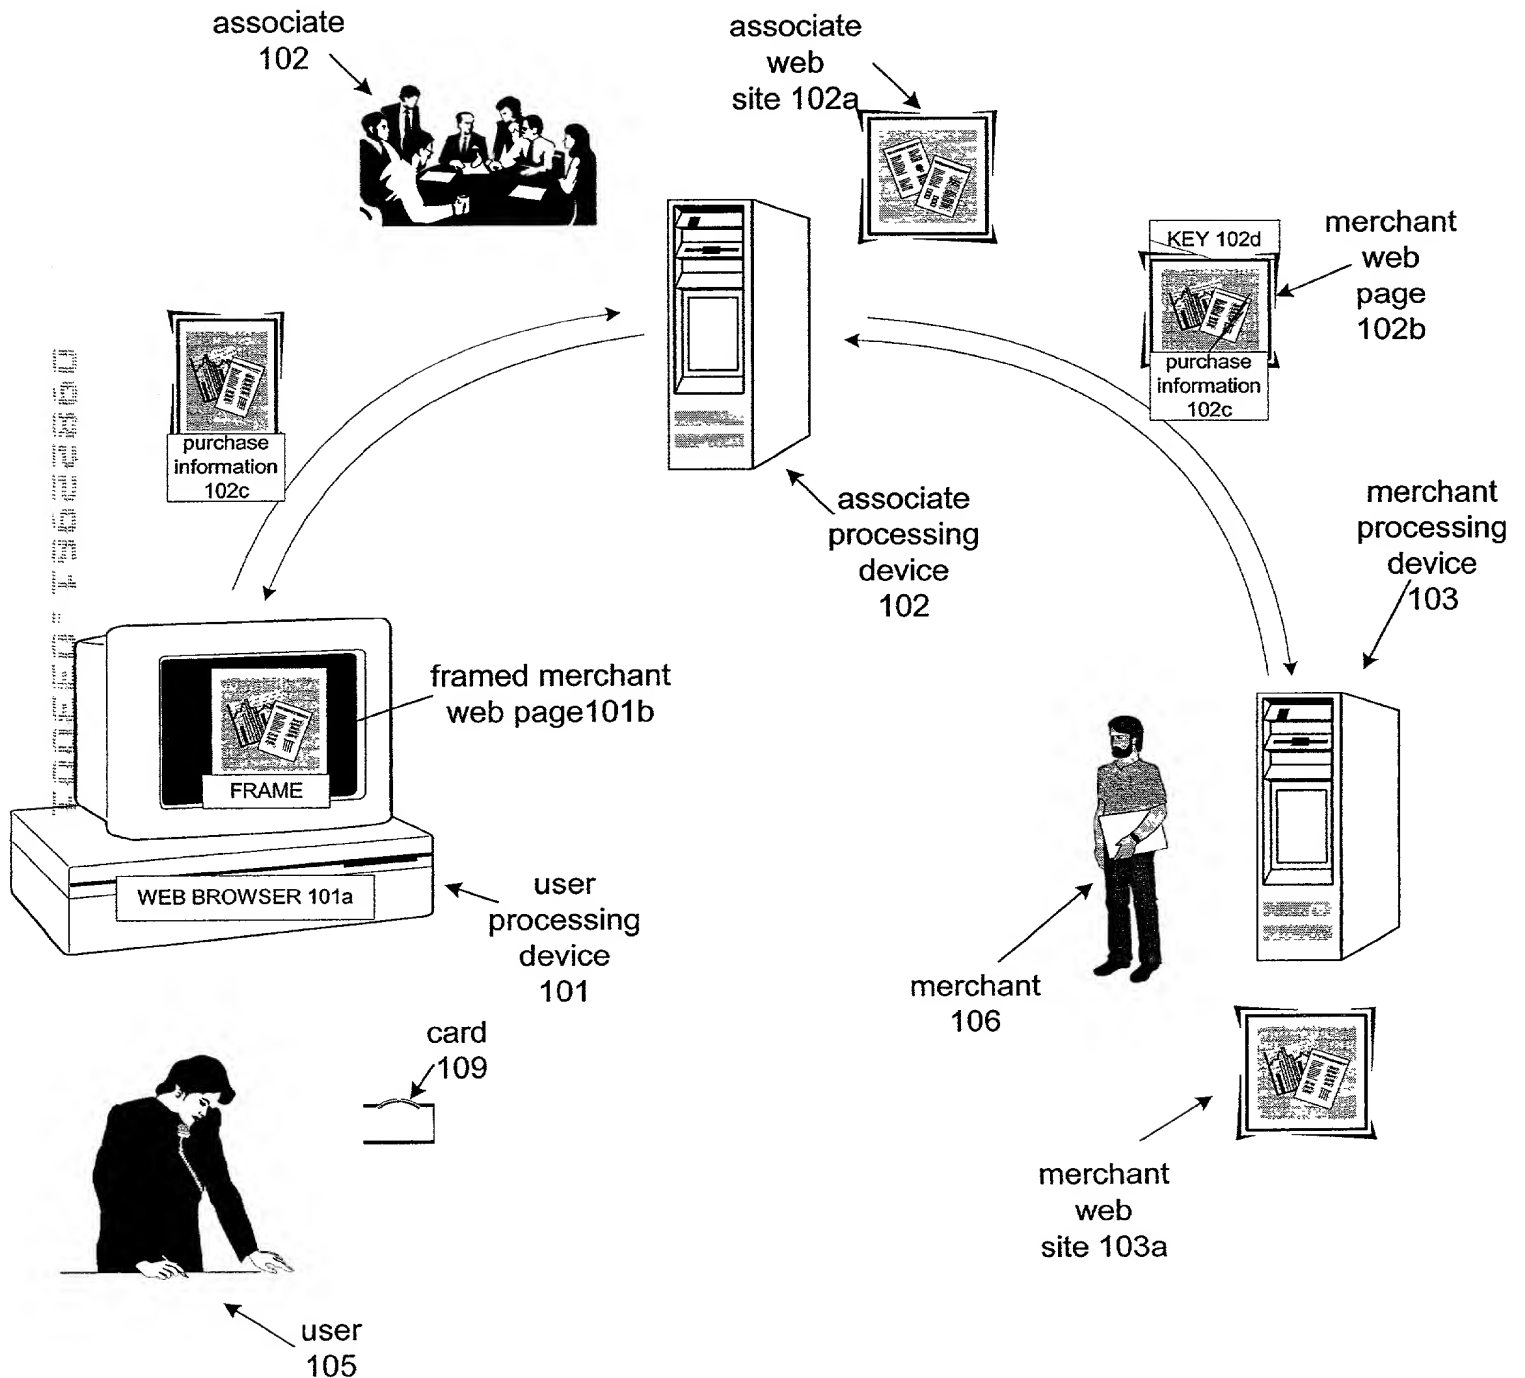 associate
102
associate
web
site 102a
KEY 102d
merchant
web
page
102b
purchase
information
102c
purchase
information
102c
associate
processing
device
102
merchant
processing
device
103
framed merchant
web page101b
FRAME
WEB BROWSER 101a
user
processing
device
101
merchant
106
card
109
merchant
web
site 103a
user
105